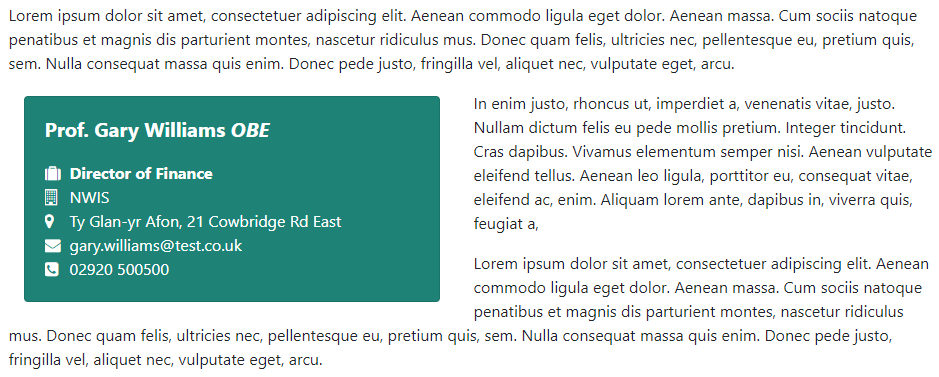 Lorem ipsum dolor sit amet, consectetuer adipiscing elit. Aenean commodo ligula eget dolor. Aenean massa. Cum sociis natoque
penatibus et magnis dis parturient montes, nascetur ridiculus mus. Donec quam felis, ultricies nec, pellentesque eu, pretium quis,
sem. Nulla consequat massa quis enim. Donec pede justo, fringilla vel, aliquet nec, vulputate eget, arcu.
Prof. Gary Williams OBE
Director of Finance
NWIS
Ty Glan-yr Afon, 21 Cowbridge Rd East
gary.williams@test.co.uk
02920 500500
In enim justo, rhoncus ut, imperdiet a, venenatis vitae, justo.
Nullam dictum felis eu pede mollis pretium. Integer tincidunt.
Cras dapibus. Vivamus elementum semper nisi. Aenean vulputate
eleifend tellus. Aenean leo ligula, porttitor eu, consequat vitae,
eleifend ac, enim. Aliquam lorem ante, dapibus in, viverra quis,
feugiat a,
Lorem ipsum dolor sit amet, consectetuer adipiscing elit. Aenean
commodo ligula eget dolor. Aenean massa. Cum sociis natoque
penatibus et magnis dis parturient montes, nascetur ridiculus
mus. Donec quam felis, ultricies nec, pellentesque eu, pretium quis, sem. Nulla consequat massa quis enim. Donec pede justo,
fringilla vel, aliquet nec, vulputate eget, arcu.